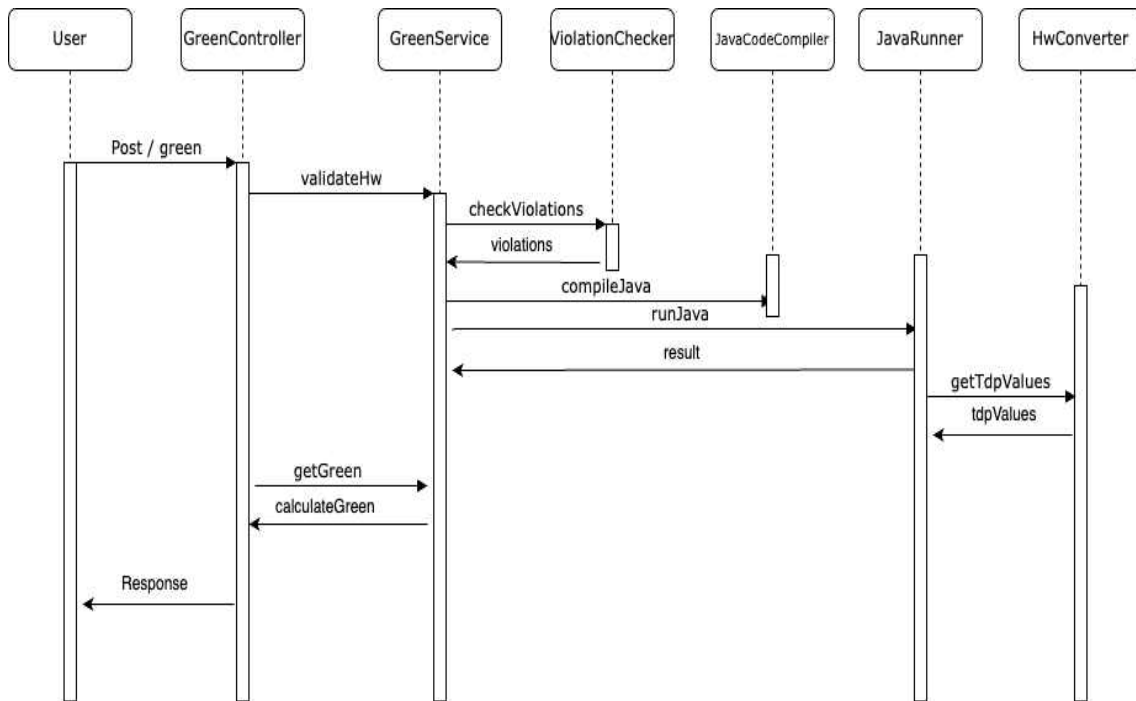 User
GreenController
GreenService
ViolationChecker
JavaCodeCompiler
JavaRunner
HwConverter
Post / green
validateHw
checkViolations
violations
compileJava
runJava
result
getTdpValues
tdpValues
getGreen
calculateGreen
Response